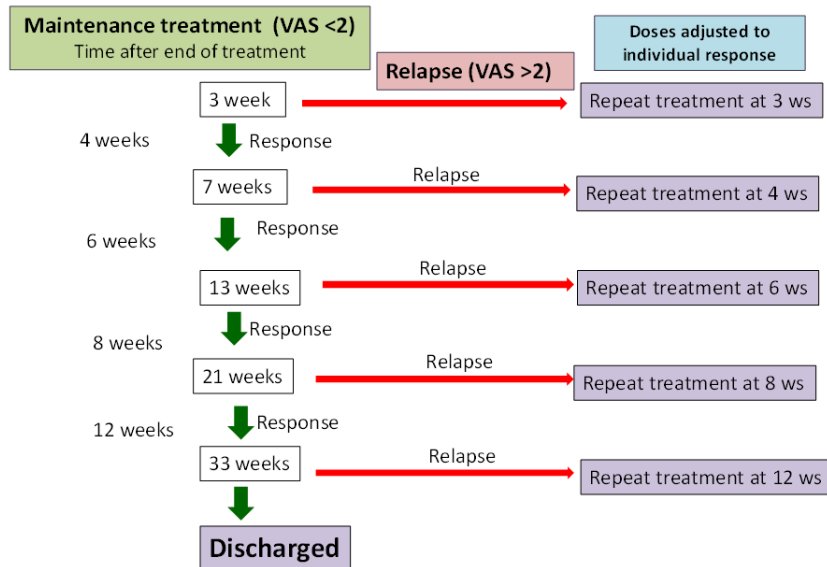 Maintenance treatment (VAS <2)
Time after end of treatment
Relapse (VAS >2)
Doses adjusted to
individual response
3 week
Repeat treatment at 3 ws
4 weeks
Response
7 weeks
Relapse
Repeat treatment at 4 ws
6 weeks
Response
13 weeks
Relapse
Repeat treatment at 6 ws
8 weeks
Response
21 weeks
Relapse
Repeat treatment at 8 ws
12 weeks
Response
33 weeks
Relapse
Repeat treatment at 12 ws
Discharged